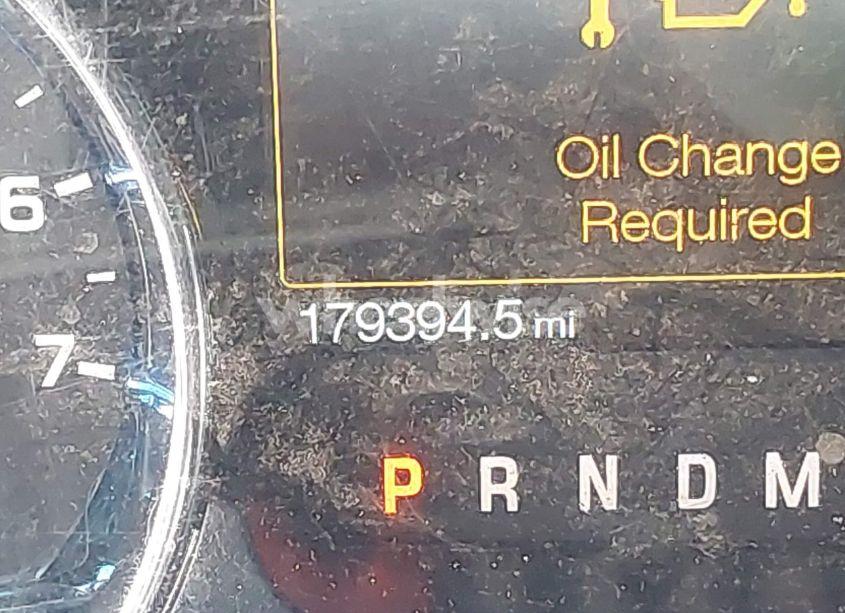 6
7
Oil Change
Required
179394.5 mi
P R N D M